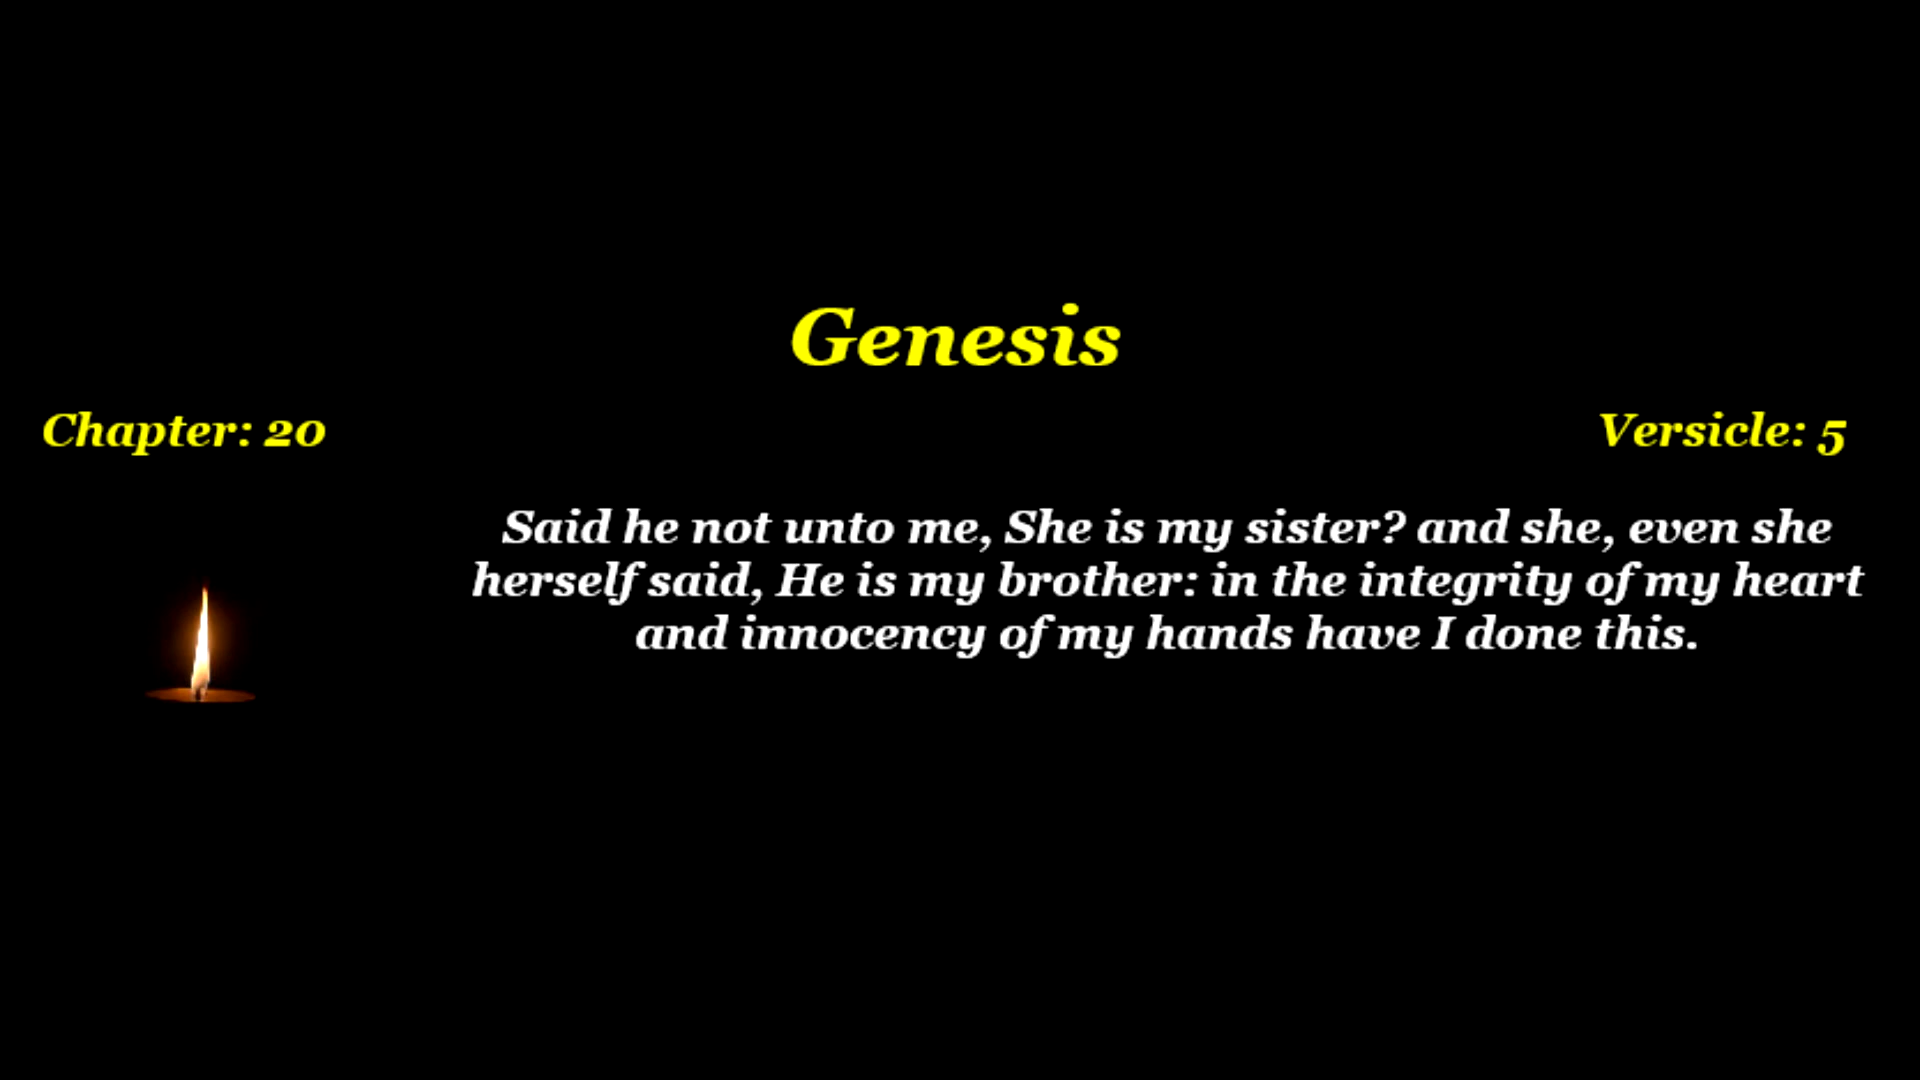 Genesis
Chapter: 20
Versicle: 5
Said he not unto me, She is my sister? and she, even she
herself said, He is my brother: in the integrity of my heart
and innocency of my hands have I done this.